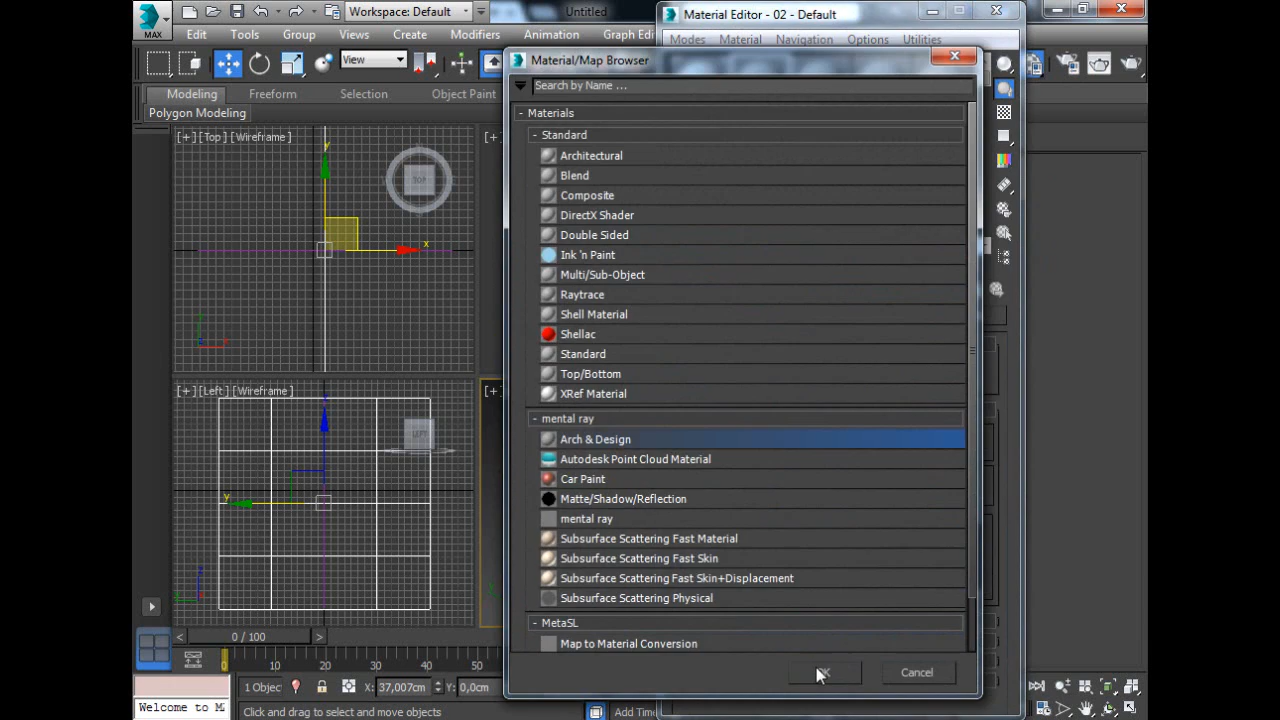 MAX
Workspace: Default
Untitled
Material Editor - 02 - Default
Edit
Tools
Group
Views
Create
Modifiers
Animation
Graph Edi
Modes
Material
Navigation
Options
Utilities
Material/Map Browser
View
Search by Name ...
Modeling
Freeform
Selection
Object Paint
Polygon Modeling
- Materials
- Standard
Architectural
Blend
Composite
DirectX Shader
Double Sided
Ink 'n Paint
Multi/Sub-Object
Raytrace
Shell Material
Shellac
Standard
Top/Bottom
XRef Material
- mental ray
Arch & Design
Autodesk Point Cloud Material
Car Paint
Matte/Shadow/Reflection
mental ray
Subsurface Scattering Fast Material
Subsurface Scattering Fast Skin
Subsurface Scattering Fast Skin+Displacement
Subsurface Scattering Physical
- MetaSL
Map to Material Conversion
Cancel
[+] [Top] [Wireframe]
[+]
y
TOP
x
[+] [Left] [Wireframe]
[+]
LEFT
y
< 0 / 100 >
0 10 20 30 40 50
1 Objec
X: 37,007cm
Y: 0,0cm
Welcome to M
Click and drag to select and move objects
Add Time